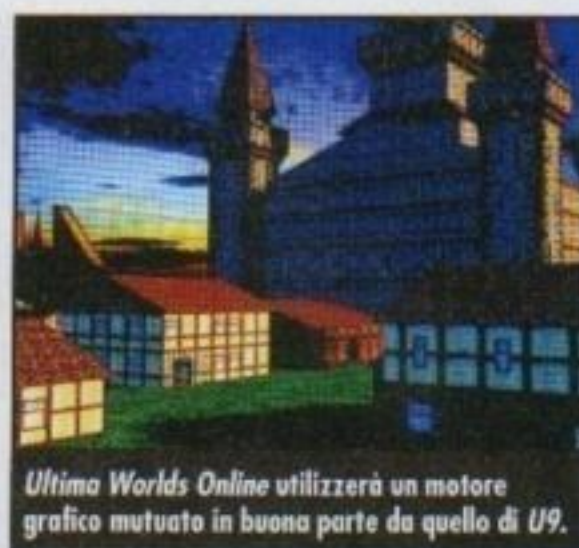 Ultima Worlds Online utilizzerà un motore
grafico mutuato in buona parte da quello di U9.